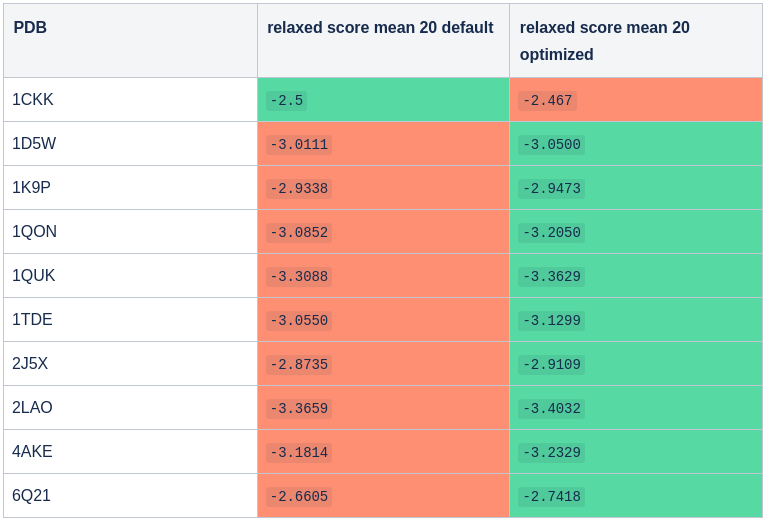 PDB relaxed score mean 20 default relaxed score mean 20
optimized
1CKK -2.5 -2.467
1D5W -3.0111 -3.0500
1K9P -2.9338 -2.9473
1QON -3.0852 -3.2050
1QUK -3.3088 -3.3629
1TDE -3.0550 -3.1299
2J5X -2.8735 -2.9109
2LAO -3.3659 -3.4032
4AKE -3.1814 -3.2329
6Q21 -2.6605 -2.7418